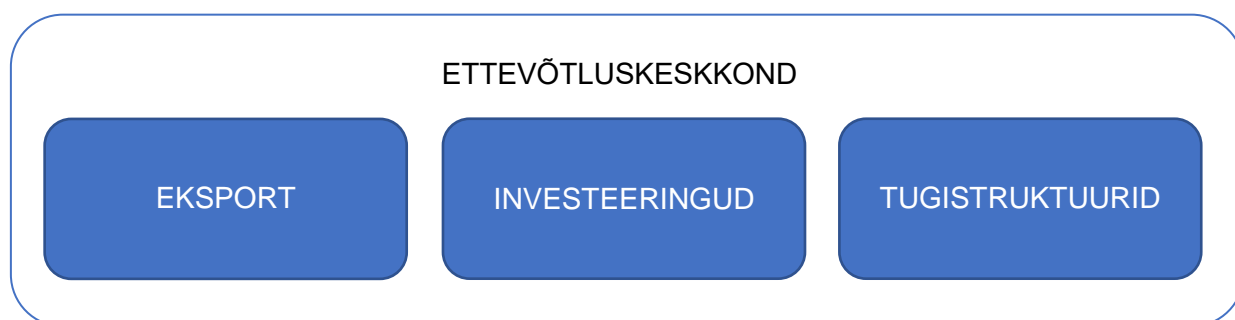 ETTEVÕTLUSKESKKOND
EKSPORT
INVESTEERINGUD
TUGISTRUKTUURID